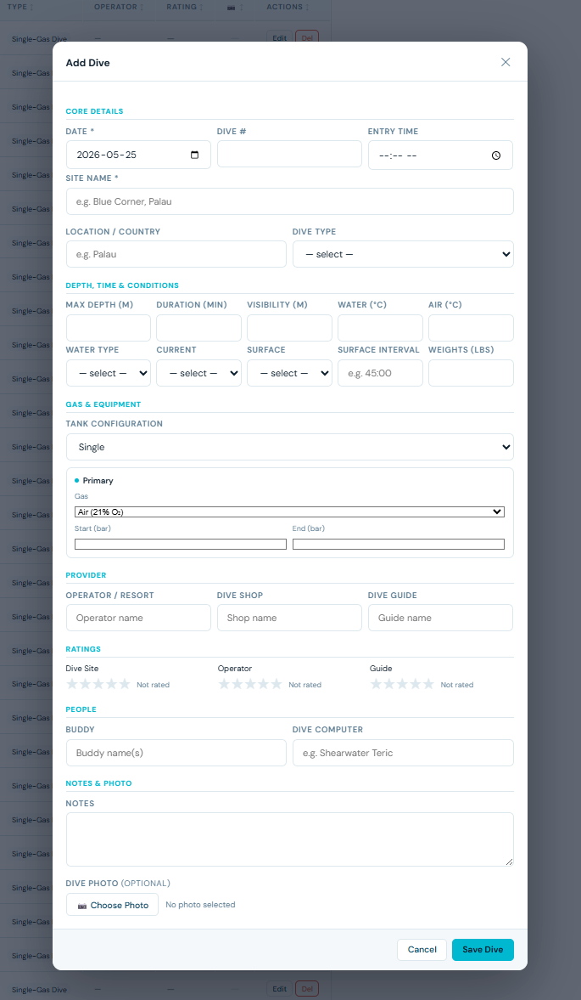 TYPE OPERATOR RATING ACTIONS
Single-Gas Dive — — Edit Del
Add Dive
Single-Gas
Single-Gas
CORE DETAILS
Single-Gas
DATE * DIVE # ENTRY TIME
Single-Gas
2026-05-25 --:-- --
Single-Gas
SITE NAME *
Single-Gas
e.g. Blue Corner, Palau
Single-Gas
LOCATION / COUNTRY DIVE TYPE
Single-Gas
e.g. Palau — select —
Single-Gas
DEPTH, TIME & CONDITIONS
Single-Gas
MAX DEPTH (M) DURATION (MIN) VISIBILITY (M) WATER (°C) AIR (°C)
Single-Gas
WATER TYPE CURRENT SURFACE SURFACE INTERVAL WEIGHTS (LBS)
Single-Gas
— select — — select — — select — e.g. 45:00
GAS & EQUIPMENT
Single-Gas
TANK CONFIGURATION
Single-Gas
Single
Single-Gas
Primary
Gas
Single-Gas
Air (21% O₂)
Start (bar) End (bar)
Single-Gas
Single-Gas
PROVIDER
Single-Gas
OPERATOR / RESORT DIVE SHOP DIVE GUIDE
Single-Gas
Operator name Shop name Guide name
Single-Gas
RATINGS
Dive Site Operator Guide
Single-Gas
Not rated Not rated Not rated
PEOPLE
Single-Gas
BUDDY DIVE COMPUTER
Single-Gas
Buddy name(s) e.g. Shearwater Teric
Single-Gas
NOTES & PHOTO
NOTES
Single-Gas
Single-Gas
Single-Gas
DIVE PHOTO (OPTIONAL)
Single-Gas
Choose Photo No photo selected
Single-Gas
Cancel Save Dive
Single-Gas
Single-Gas Dive — — Edit Del